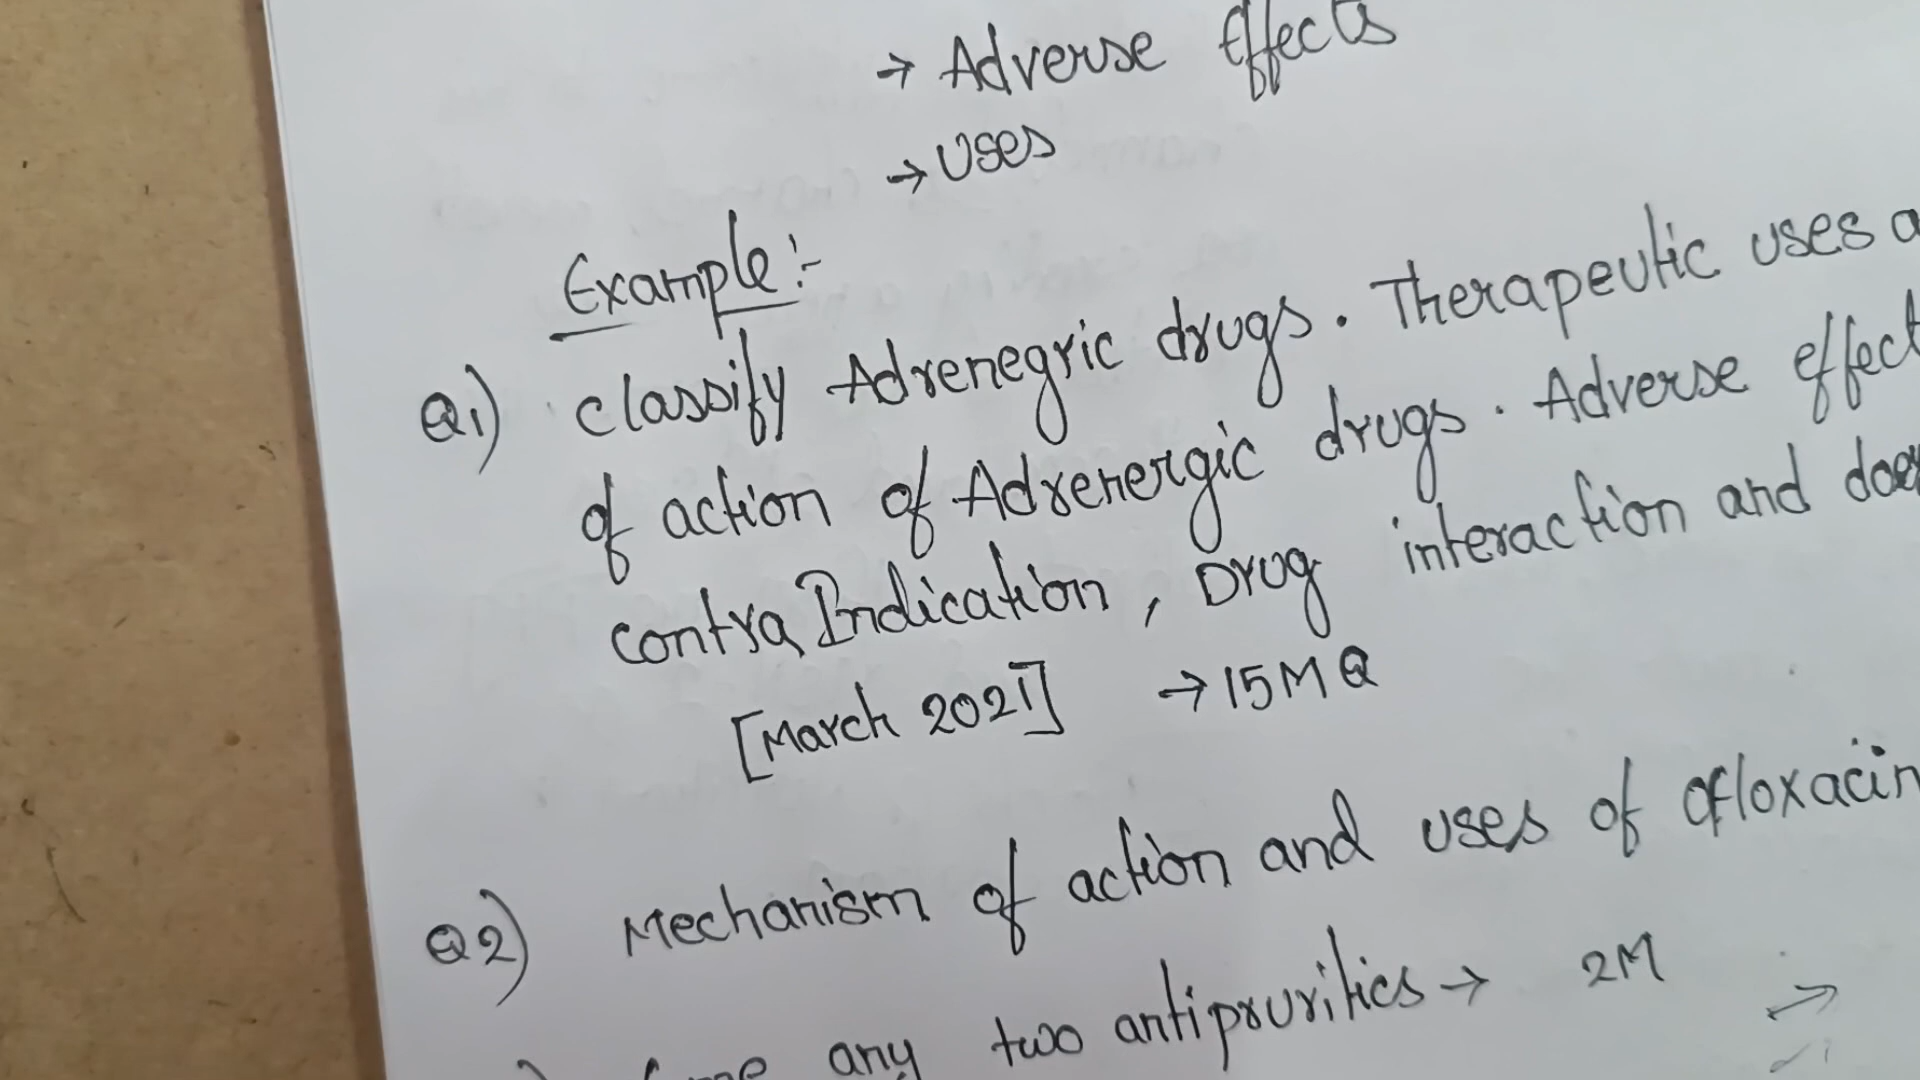 → Adverse Effects
→ Uses
Example:-
Q1) classify Adrenegric drugs. Therapeutic uses
of action of Adrenergic drugs. Adverse effect
contra Indication, Drug interaction and
[March 2021] → 15M Q
Q2) Mechanism of action and uses of ofloxacin
any two antipruritics → 2M